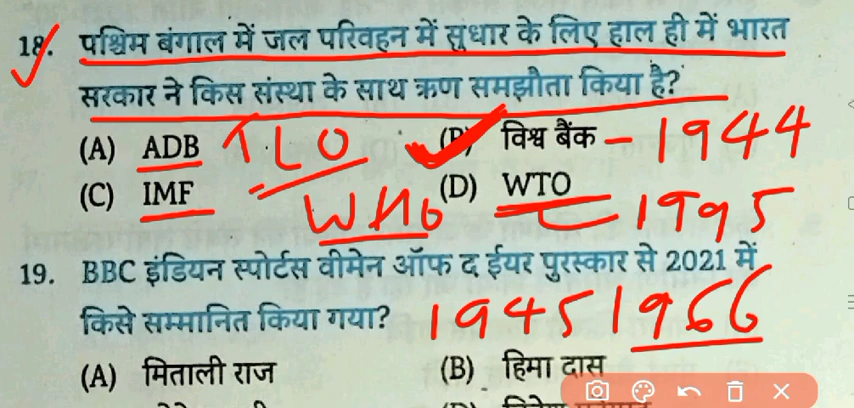 18. पश्चिम बंगाल में जल परिवहन में सुधार के लिए हाल ही में भारत
सरकार ने किस संस्था के साथ ऋण समझौता किया है?
(A) ADB ILO (B) विश्व बैंक - 1944
(C) IMF WHO (D) WTO - 1995
19. BBC इंडियन स्पोर्टस वीमेन ऑफ द ईयर पुरस्कार से 2021 में
किसे सम्मानित किया गया? 1945 1966
(A) मिताली राज (B) हिमा दास